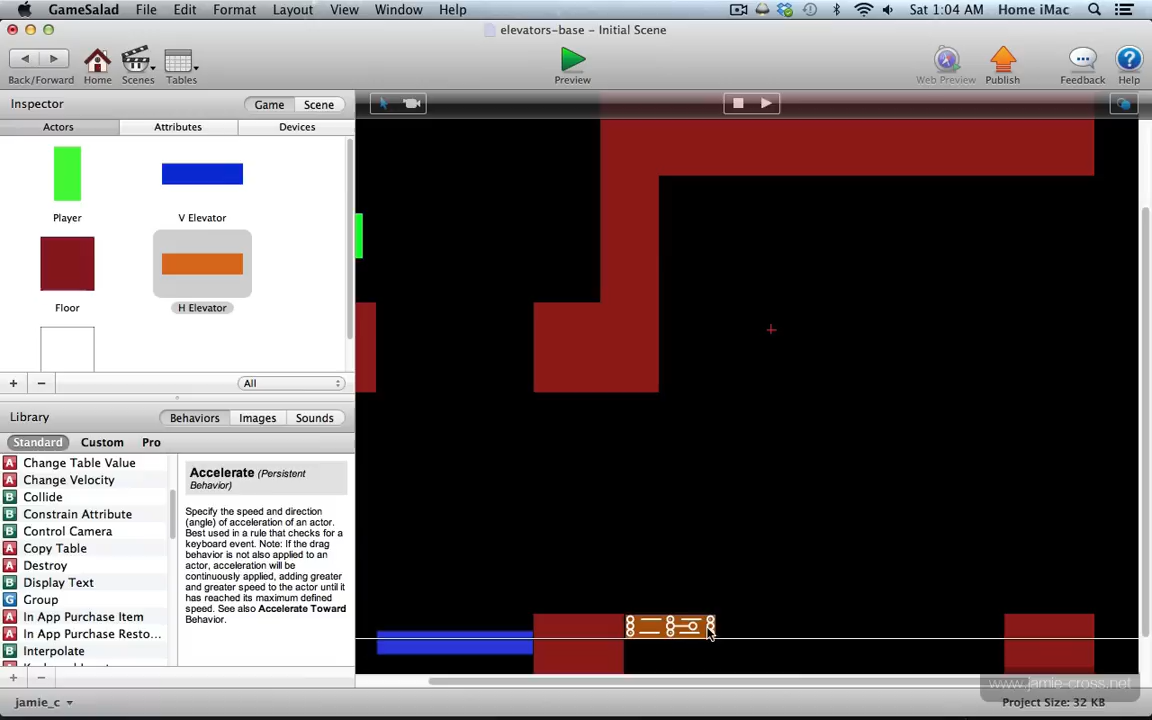 GameSalad File Edit Format Layout View Window Help Sat 1:04 AM Home iMac
elevators-base – Initial Scene
Back/Forward Home Scenes Tables Preview Web Preview Publish Feedback Help
Inspector Game Scene
Actors Attributes Devices
Player V Elevator
Floor H Elevator
All
Library Behaviors Images Sounds
Standard Custom Pro
Change Table Value
Change Velocity
Collide
Constrain Attribute
Control Camera
Copy Table
Destroy
Display Text
Group
In App Purchase Item
In App Purchase Resto...
Interpolate
Accelerate (Persistent
Behavior)
Specify the speed and direction
(angle) of acceleration of an actor.
Best used in a rule that checks for a
keyboard event. Note: If the drag
behavior is not also applied to an
actor, acceleration will be
continuously applied, adding greater
and greater speed to the actor until it
has reached its maximum defined
speed. See also Accelerate Toward
Behavior.
www.jamie-cross.net
jamie_c Project Size: 32 KB